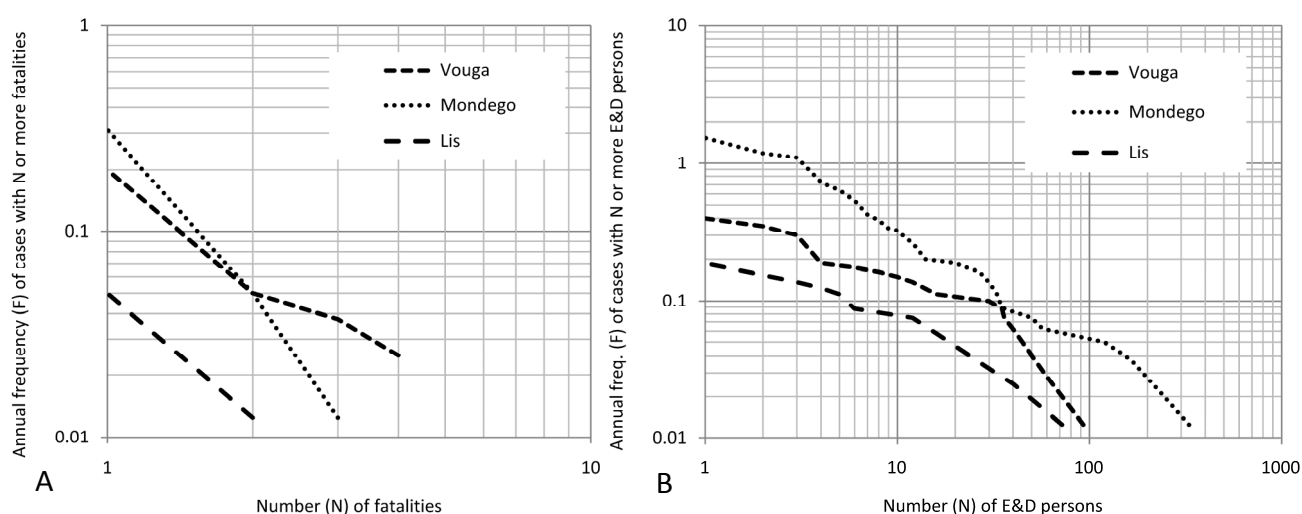 Annual frequency (F) of cases with N or more fatalities
1
0.1
0.01
Vouga
Mondego
Lis
1
10
Number (N) of fatalities
A
Annual freq. (F) of cases with N or more E&D persons
10
1
0.1
0.01
Vouga
Mondego
Lis
1
10
100
1000
Number (N) of E&D persons
B